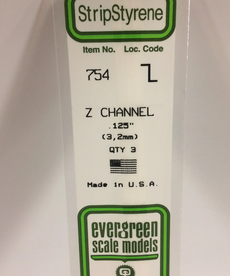 StripStyrene
Item No. Loc. Code
754
Z CHANNEL
.125"
(3,2mm)
QTY 3
Made in U.S.A.
evergreen
scale models